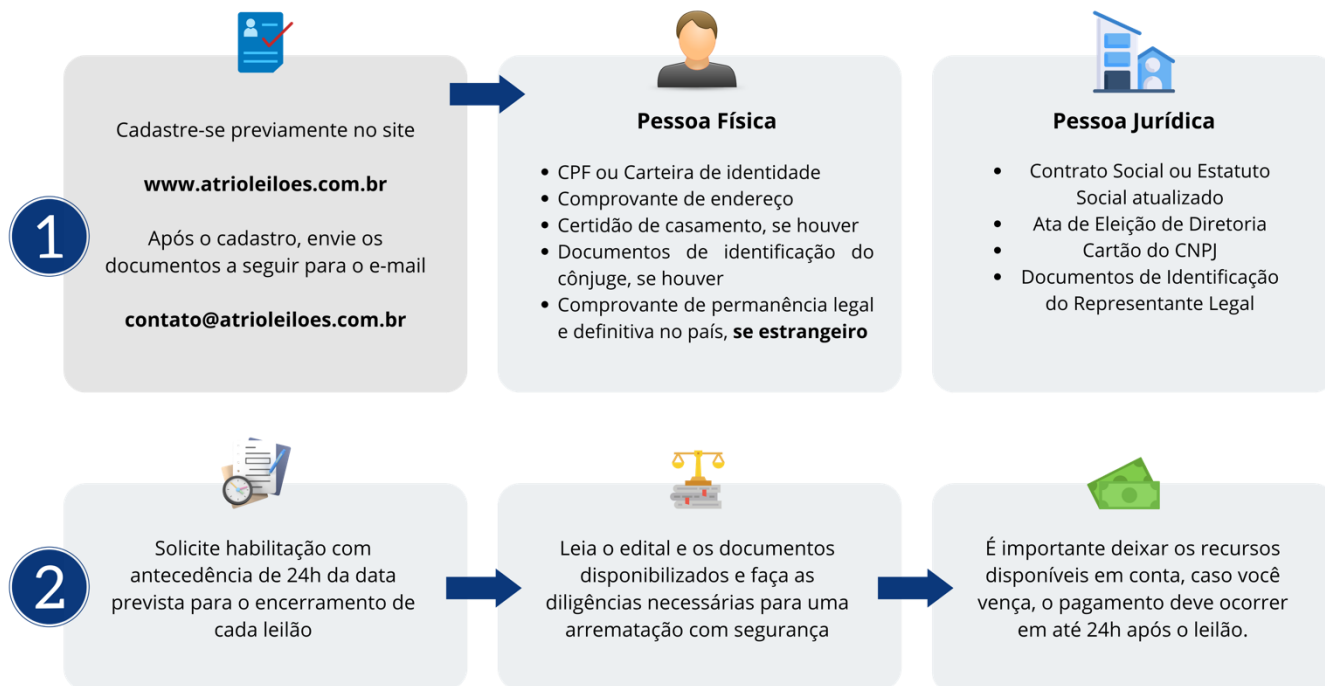 1
Cadastre-se previamente no site
www.atrioleiloes.com.br
Após o cadastro, envie os
documentos a seguir para o e-mail
contato@atrioleiloes.com.br
Pessoa Física
• CPF ou Carteira de identidade
• Comprovante de endereço
• Certidão de casamento, se houver
• Documentos de identificação do
cônjuge, se houver
• Comprovante de permanência legal
e definitiva no país, se estrangeiro
Pessoa Jurídica
• Contrato Social ou Estatuto
Social atualizado
• Ata de Eleição de Diretoria
• Cartão do CNPJ
• Documentos de Identificação
do Representante Legal
2
Solicite habilitação com
antecedência de 24h da data
prevista para o encerramento de
cada leilão
Leia o edital e os documentos
disponibilizados e faça as
diligências necessárias para uma
arrematação com segurança
É importante deixar os recursos
disponíveis em conta, caso você
vença, o pagamento deve ocorrer
em até 24h após o leilão.